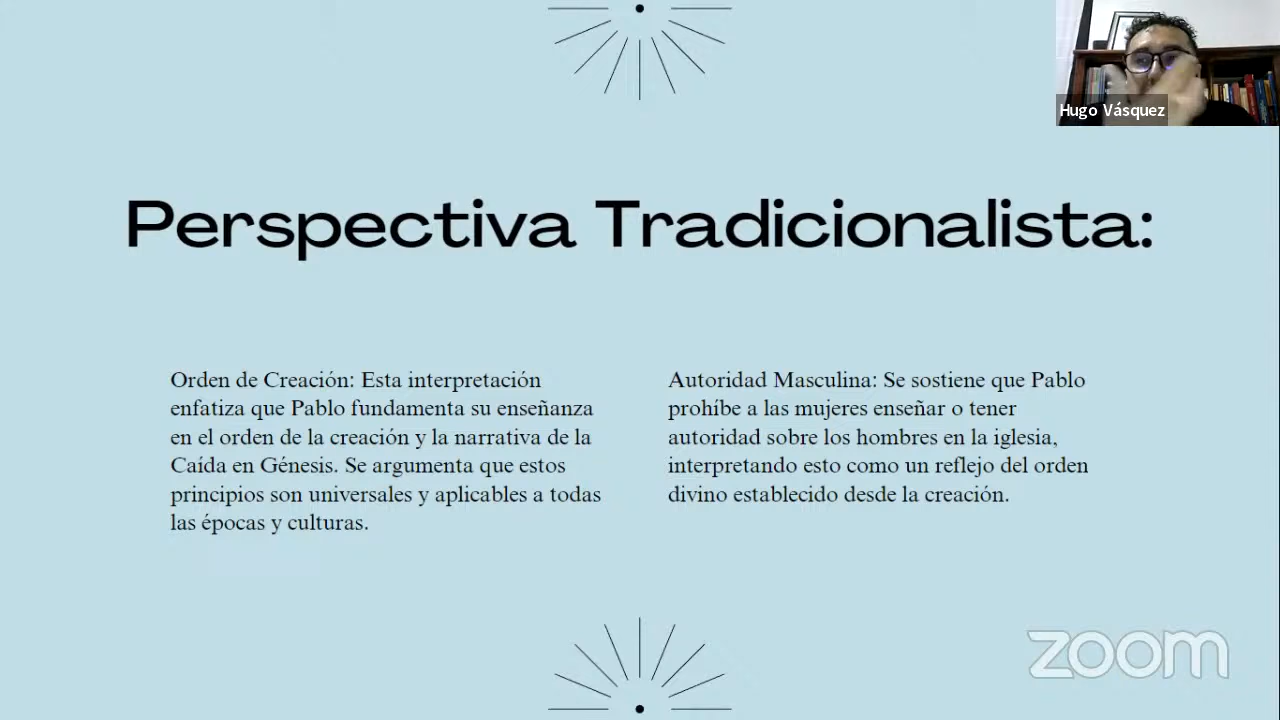 Hugo Vásquez
Perspectiva Tradicionalista:
Orden de Creación: Esta interpretación
enfatiza que Pablo fundamenta su enseñanza
en el orden de la creación y la narrativa de la
Caída en Génesis. Se argumenta que estos
principios son universales y aplicables a todas
las épocas y culturas.
Autoridad Masculina: Se sostiene que Pablo
prohíbe a las mujeres enseñar o tener
autoridad sobre los hombres en la iglesia,
interpretando esto como un reflejo del orden
divino establecido desde la creación.
zoom